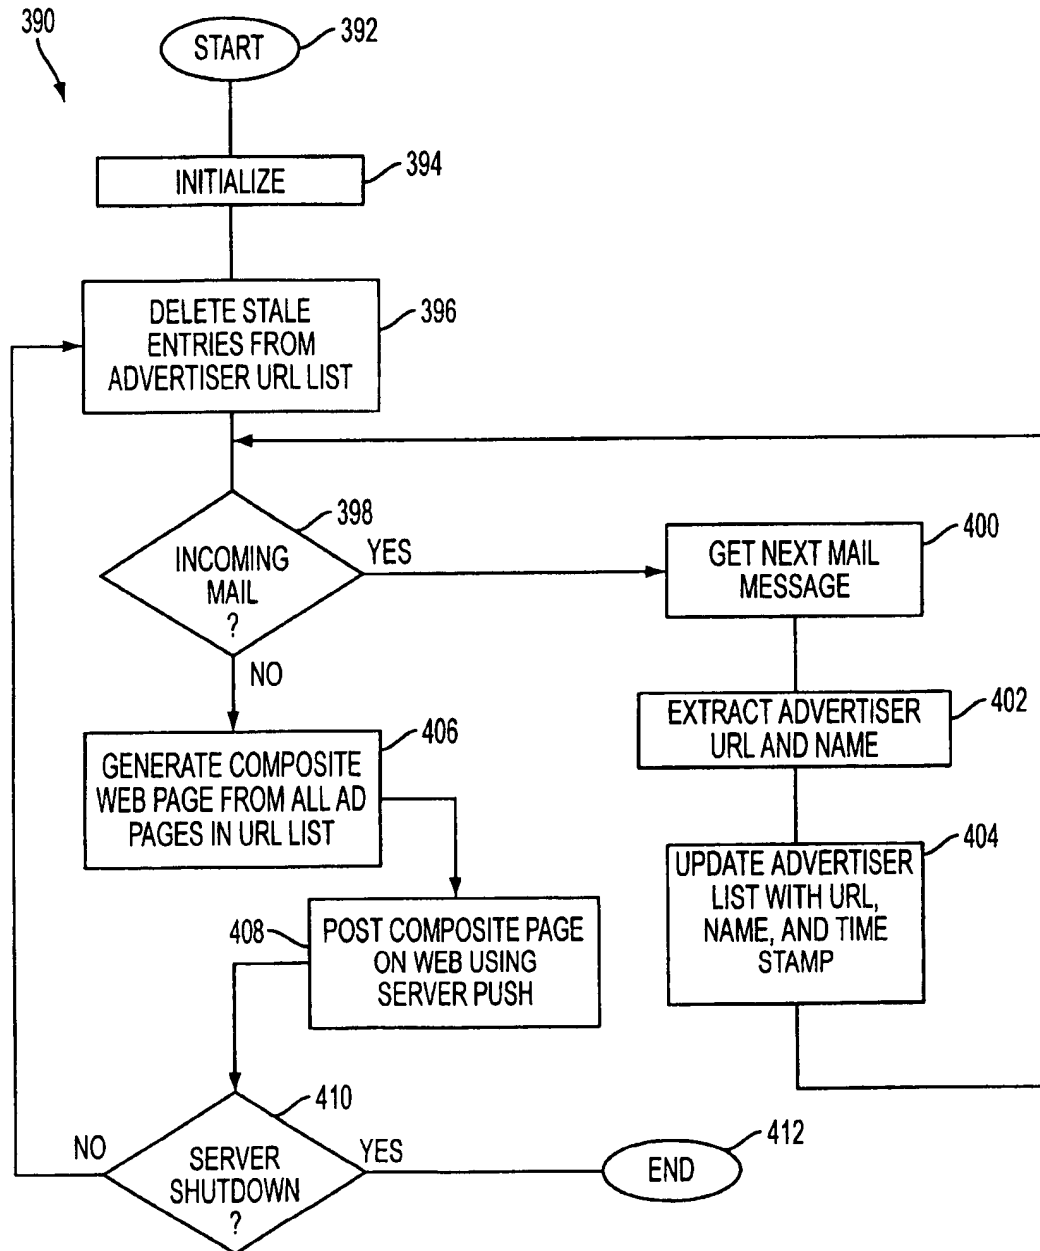 390
START
392
INITIALIZE
394
DELETE STALE
ENTRIES FROM
ADVERTISER URL LIST
396
INCOMING
MAIL
?
398
YES
NO
GET NEXT MAIL
MESSAGE
400
EXTRACT ADVERTISER
URL AND NAME
402
UPDATE ADVERTISER
LIST WITH URL,
NAME, AND TIME
STAMP
404
GENERATE COMPOSITE
WEB PAGE FROM ALL AD
PAGES IN URL LIST
406
408
POST COMPOSITE PAGE
ON WEB USING
SERVER PUSH
SERVER
SHUTDOWN
?
410
NO
YES
END
412